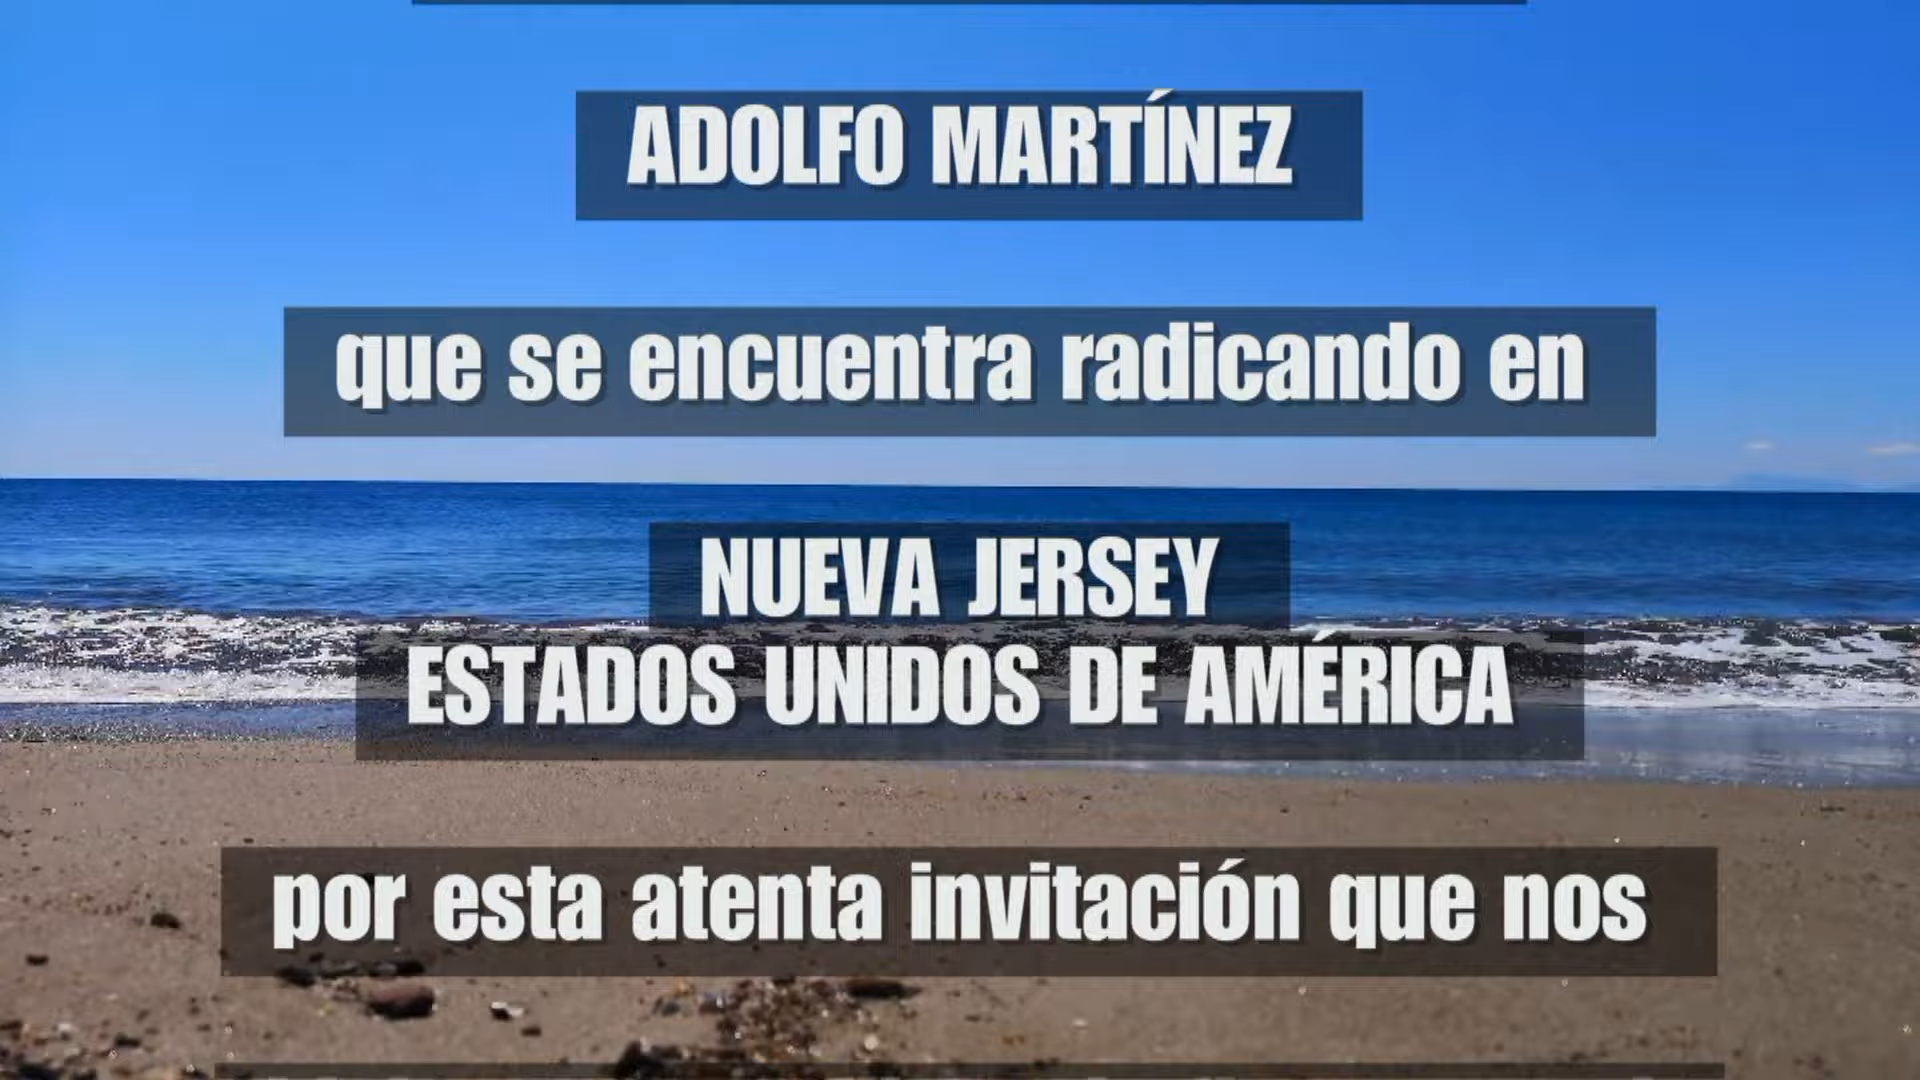 ADOLFO MARTÍNEZ
que se encuentra radicando en
NUEVA JERSEY
ESTADOS UNIDOS DE AMÉRICA
por esta atenta invitación que nos